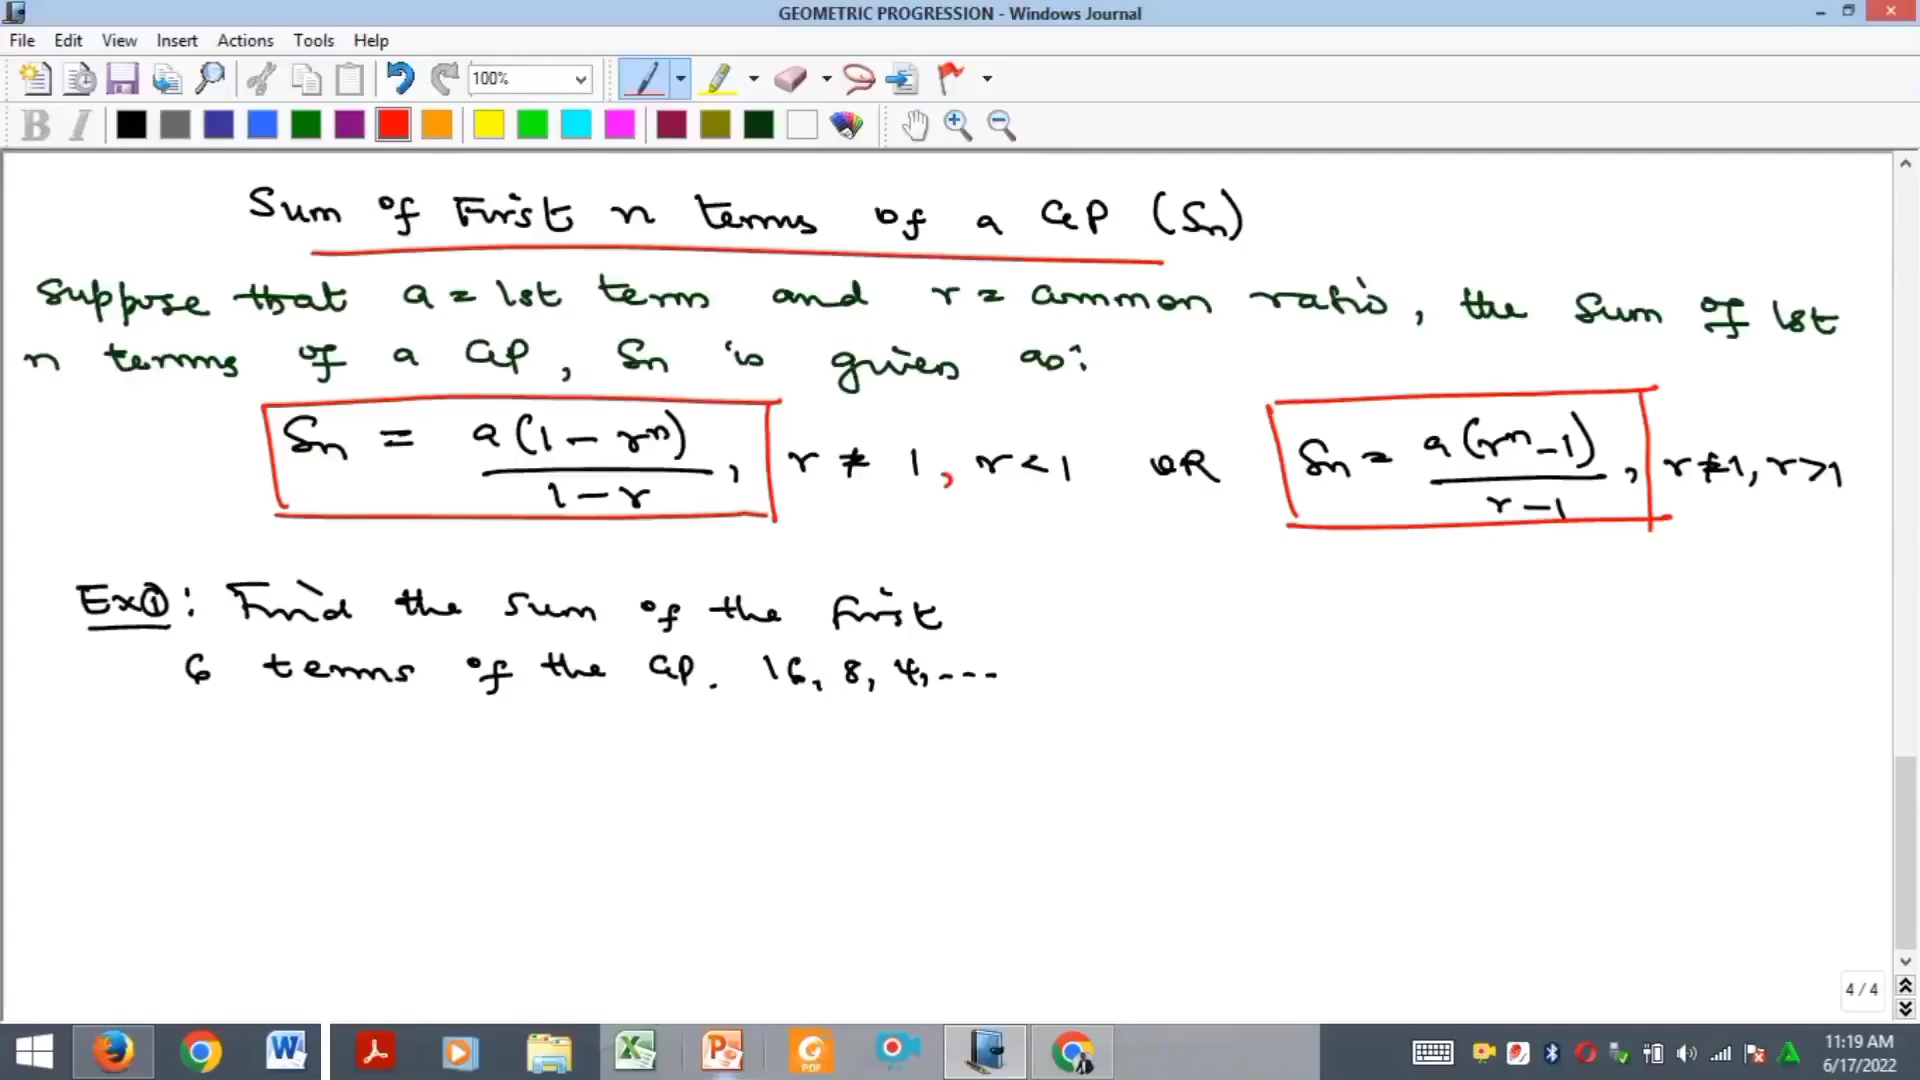 GEOMETRIC PROGRESSION - Windows Journal
File Edit View Insert Actions Tools Help
100%
B I
Sum of First n terms of a GP (Sn)
Suppose that a = 1st term and r = common ratio, the sum of 1st
n terms of a GP, Sn is given as:
Sn = a(1 - rⁿ) / 1 - r, r ≠ 1, r < 1 OR Sn = a(rⁿ - 1) / r - 1, r ≠ 1, r > 1
Ex①: Find the sum of the first
6 terms of the GP. 16, 8, 4, ---
4 / 4
PDF
11:19 AM
6/17/2022